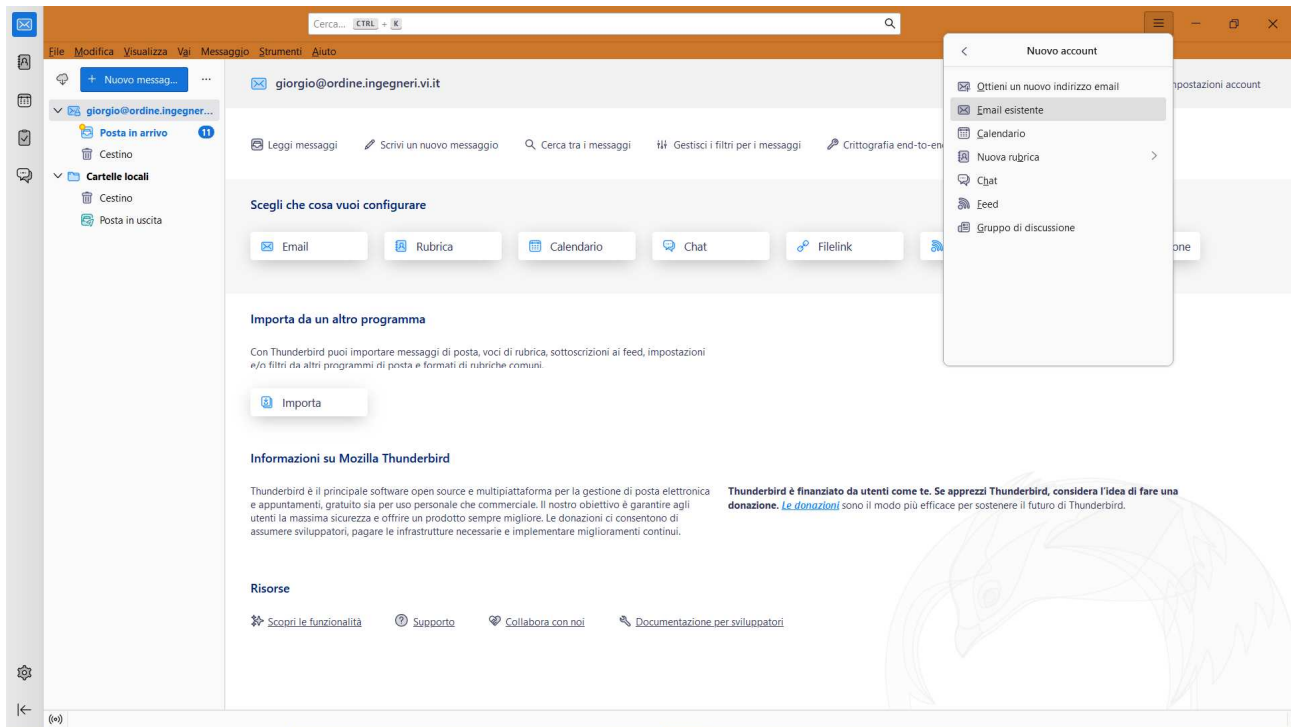 Cerca... CTRL + K
File Modifica Visualizza Vai Messaggio Strumenti Aiuto
+ Nuovo messag... ...
giorgio@ordine.ingegner...
Posta in arrivo 11
Cestino
Cartelle locali
Cestino
Posta in uscita
giorgio@ordine.ingegneri.vi.it
mpostazioni account
Leggi messaggi Scrivi un nuovo messaggio Cerca tra i messaggi Gestisci i filtri per i messaggi Crittografia end-to-en
Scegli che cosa vuoi configurare
Email Rubrica Calendario Chat Filelink one
Nuovo account
Ottieni un nuovo indirizzo email
Email esistente
Calendario
Nuova rubrica
Chat
Feed
Gruppo di discussione
Importa da un altro programma
Con Thunderbird puoi importare messaggi di posta, voci di rubrica, sottoscrizioni ai feed, impostazioni
e/o filtri da altri programmi di posta e formati di rubriche comuni.
Importa
Informazioni su Mozilla Thunderbird
Thunderbird è il principale software open source e multipiattaforma per la gestione di posta elettronica
e appuntamenti, gratuito sia per uso personale che commerciale. Il nostro obiettivo è garantire agli
utenti la massima sicurezza e offrire un prodotto sempre migliore. Le donazioni ci consentono di
assumere sviluppatori, pagare le infrastrutture necessarie e implementare miglioramenti continui.
Thunderbird è finanziato da utenti come te. Se apprezzi Thunderbird, considera l'idea di fare una
donazione. Le donazioni sono il modo più efficace per sostenere il futuro di Thunderbird.
Risorse
Scopri le funzionalità Supporto Collabora con noi Documentazione per sviluppatori